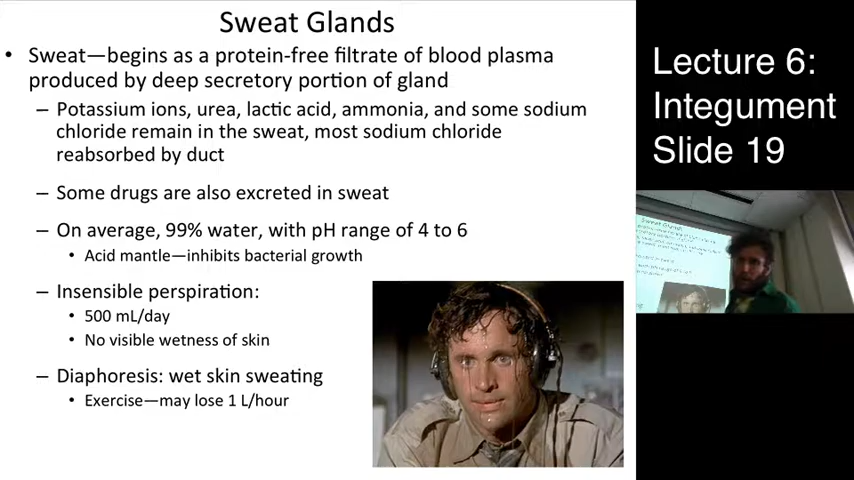 Sweat Glands
• Sweat—begins as a protein-free filtrate of blood plasma
produced by deep secretory portion of gland
– Potassium ions, urea, lactic acid, ammonia, and some sodium
chloride remain in the sweat, most sodium chloride
reabsorbed by duct
– Some drugs are also excreted in sweat
– On average, 99% water, with pH range of 4 to 6
• Acid mantle—inhibits bacterial growth
– Insensible perspiration:
• 500 mL/day
• No visible wetness of skin
– Diaphoresis: wet skin sweating
• Exercise—may lose 1 L/hour
Lecture 6:
Integument
Slide 19
Sweat Glands